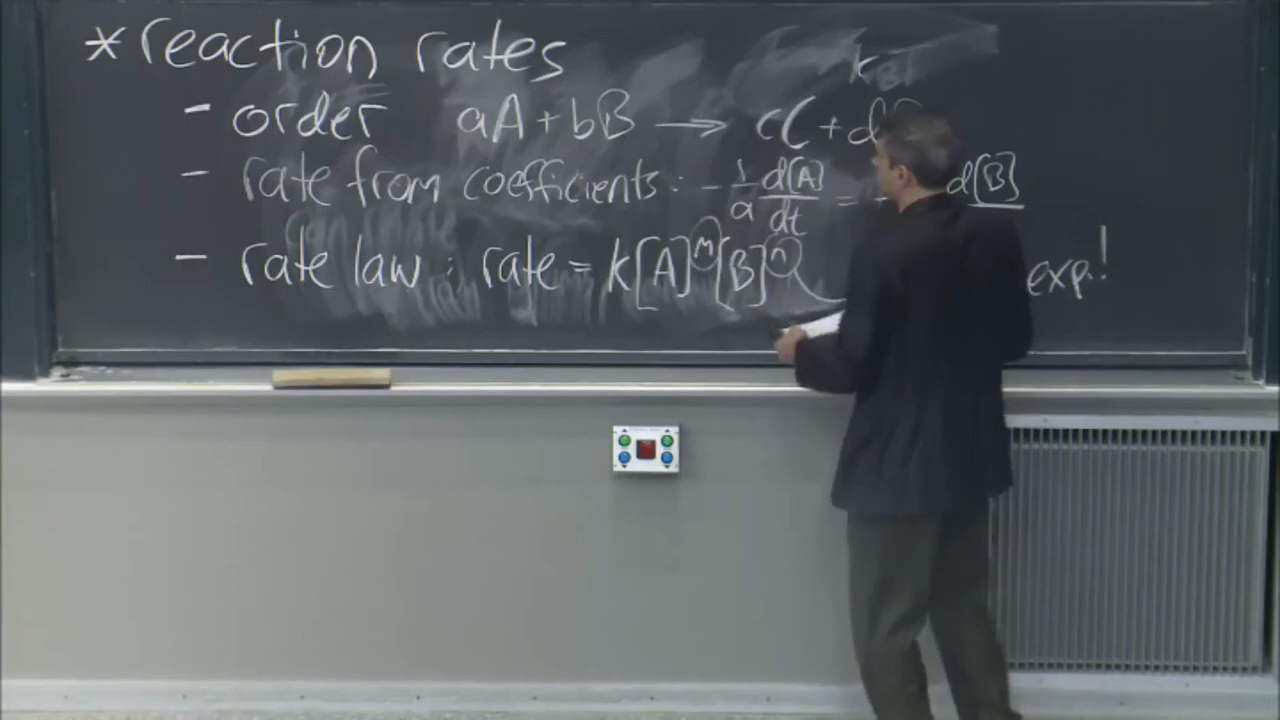 * reaction rates
- order aA + bB → cC + d
- rate from coefficients: - 1/a d[A]/dt = d[B]
- rate law: rate = k[A]^m [B]^n exp!